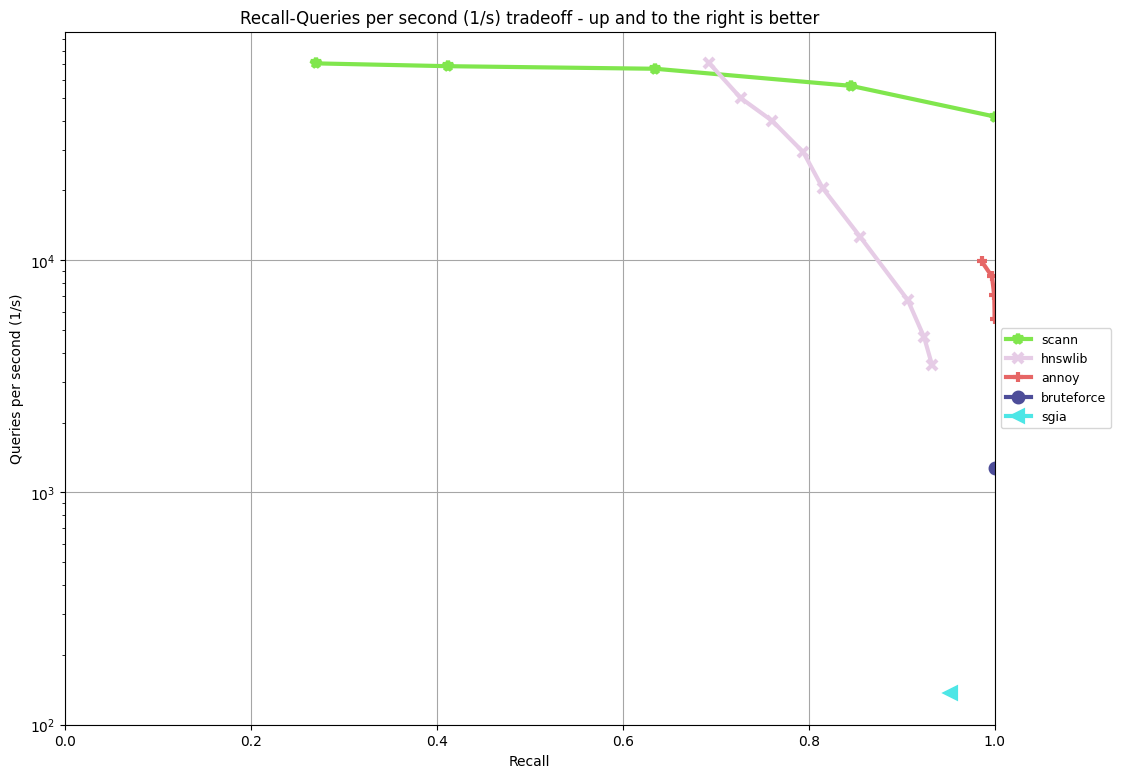 Recall-Queries per second (1/s) tradeoff - up and to the right is better
Queries per second (1/s)
10⁴
10³
10²
0.0 0.2 0.4 0.6 0.8 1.0
Recall
scann
hnswlib
annoy
bruteforce
sgia